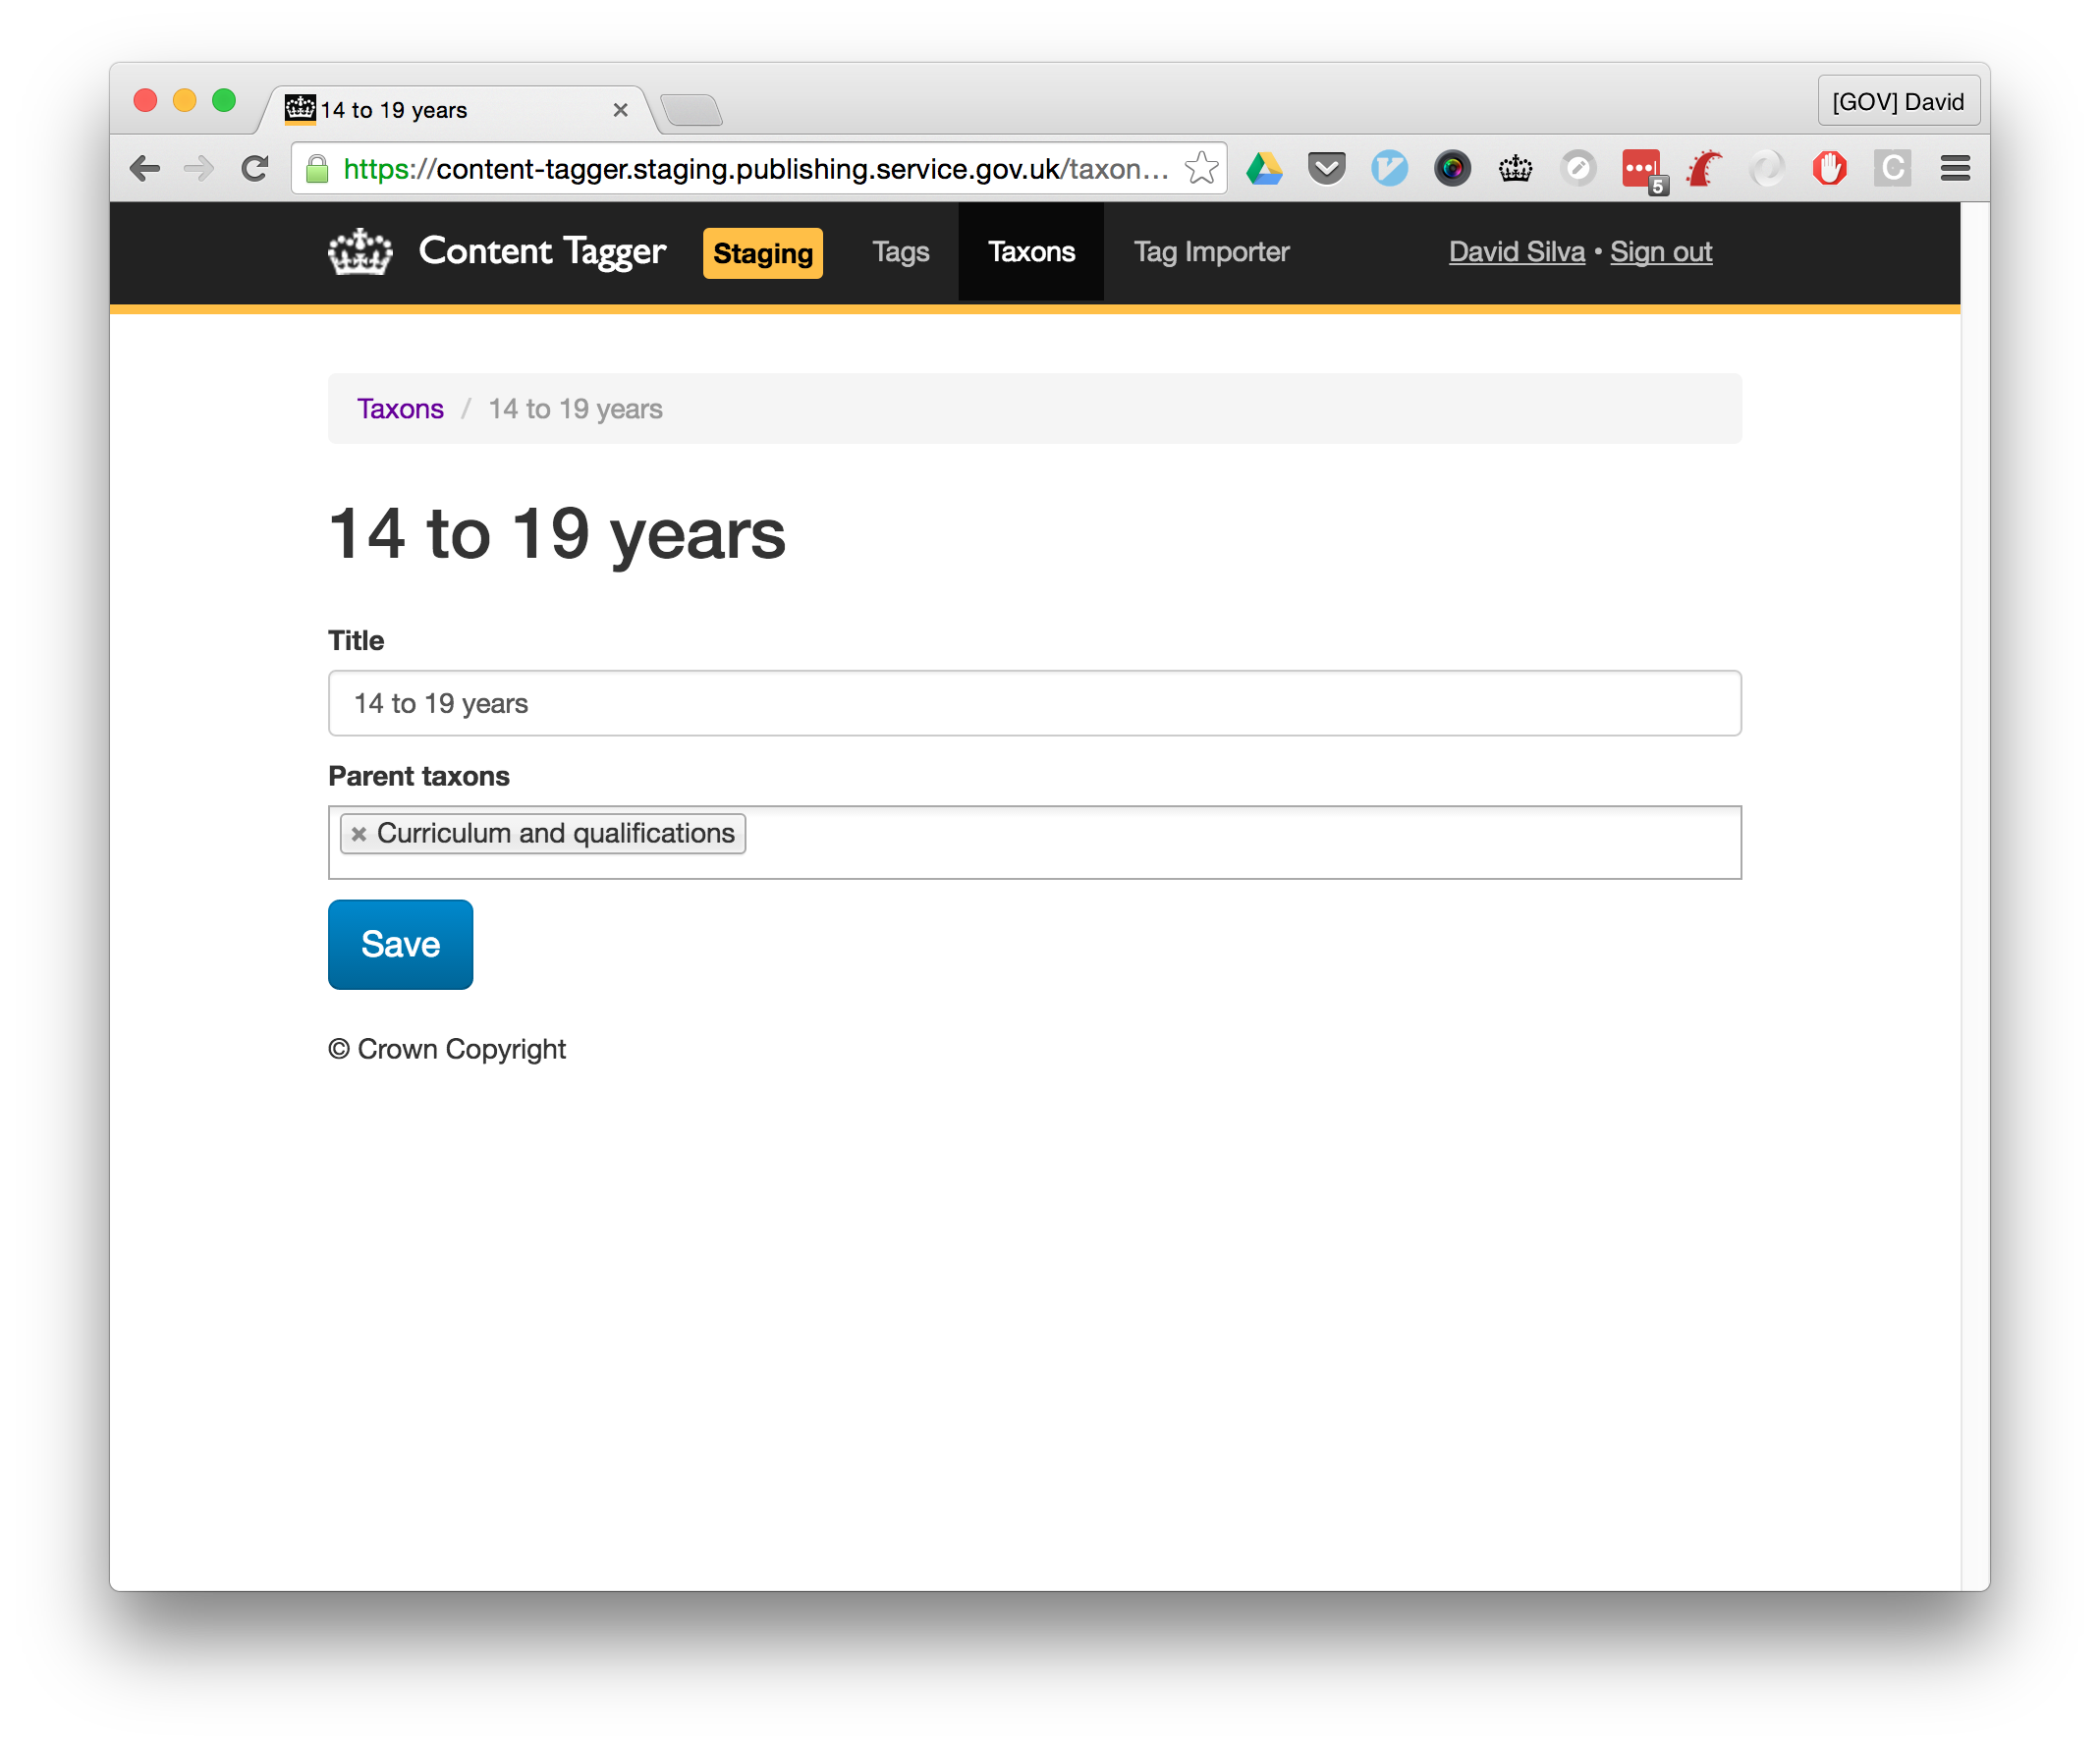 14 to 19 years
[GOV] David
https://content-tagger.staging.publishing.service.gov.uk/taxon...
5
C
Content Tagger Staging Tags Taxons Tag Importer David Silva • Sign out
Taxons / 14 to 19 years
14 to 19 years
Title
14 to 19 years
Parent taxons
× Curriculum and qualifications
Save
© Crown Copyright